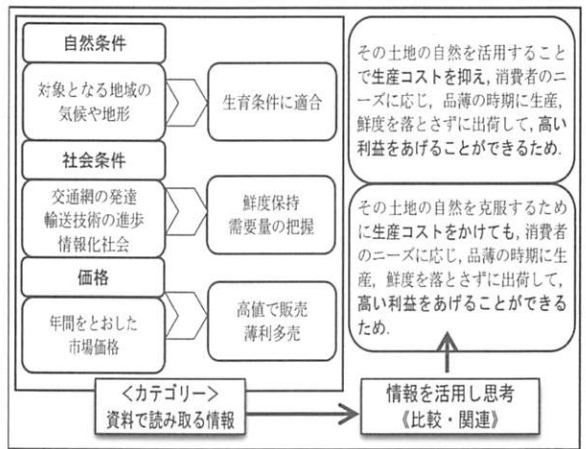 自然条件
対象となる地域の
気候や地形
生育条件に適合
社会条件
交通網の発達
輸送技術の進歩
情報化社会
鮮度保持
需要量の把握
価格
年間をとおした
市場価格
高値で販売
薄利多売
<カテゴリー>
資料で読み取る情報
その土地の自然を活用すること
で生産コストを抑え，消費者のニ
ーズに応じ，品薄の時期に生産，
鮮度を落とさずに出荷して，高い
利益をあげることができるため．
その土地の自然を克服するため
に生産コストをかけても，消費者
のニーズに応じ，品薄の時期に生
産，鮮度を落とさずに出荷して，
高い利益をあげることができる
ため．
情報を活用し思考
《比較・関連》